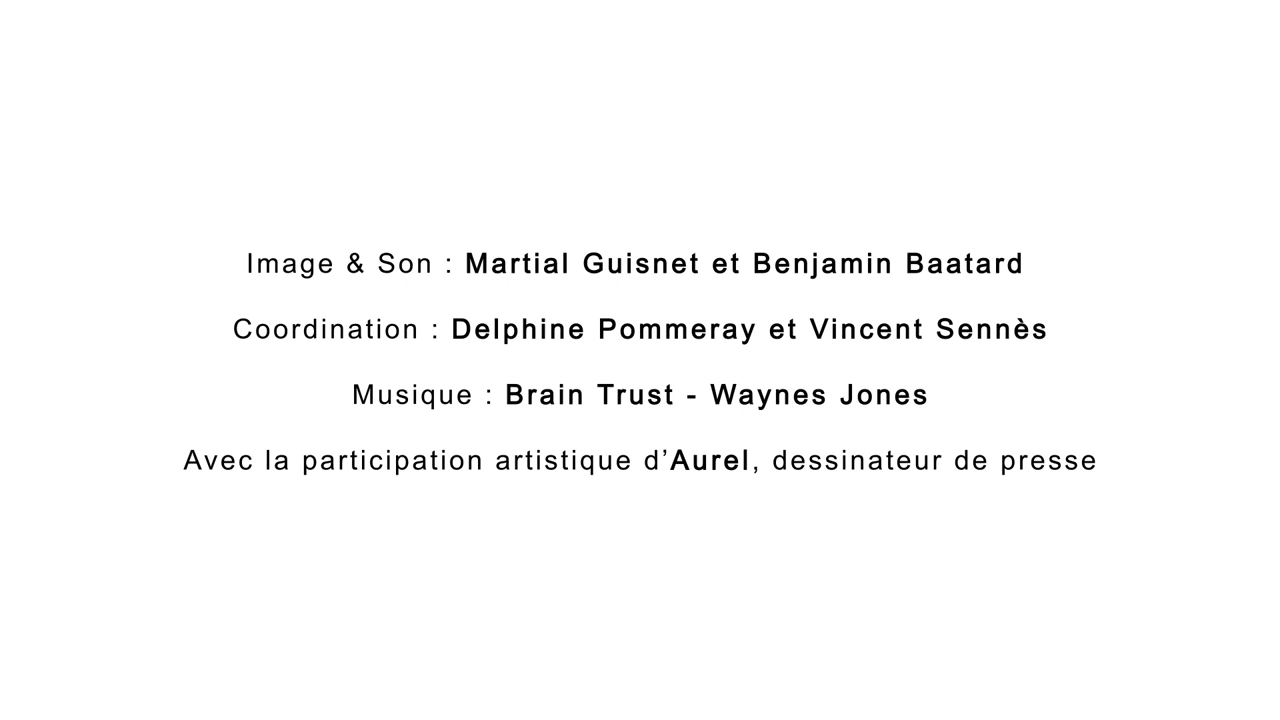 Image & Son : Martial Guisnet et Benjamin Baatard
Coordination : Delphine Pommeray et Vincent Sennès
Musique : Brain Trust - Waynes Jones
Avec la participation artistique d’Aurel, dessinateur de presse